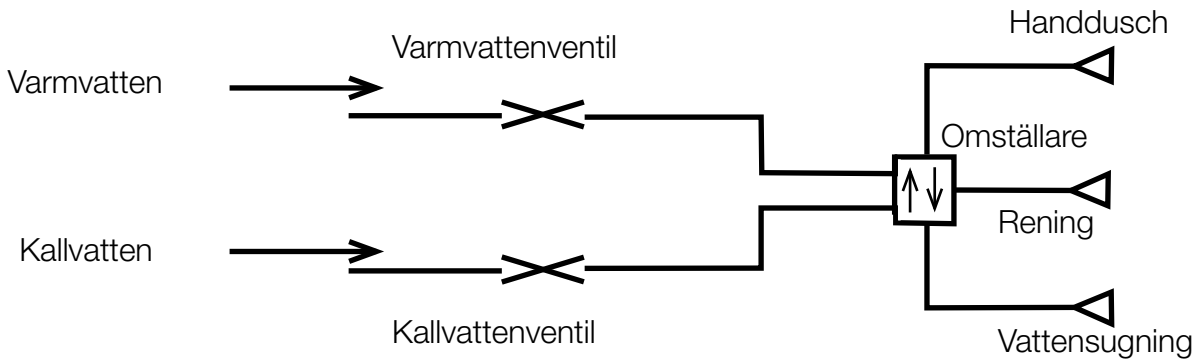 Handdusch
Varmvattenventil
Varmvatten
Omställare
Rening
Kallvatten
Kallvattenventil
Vattensugning